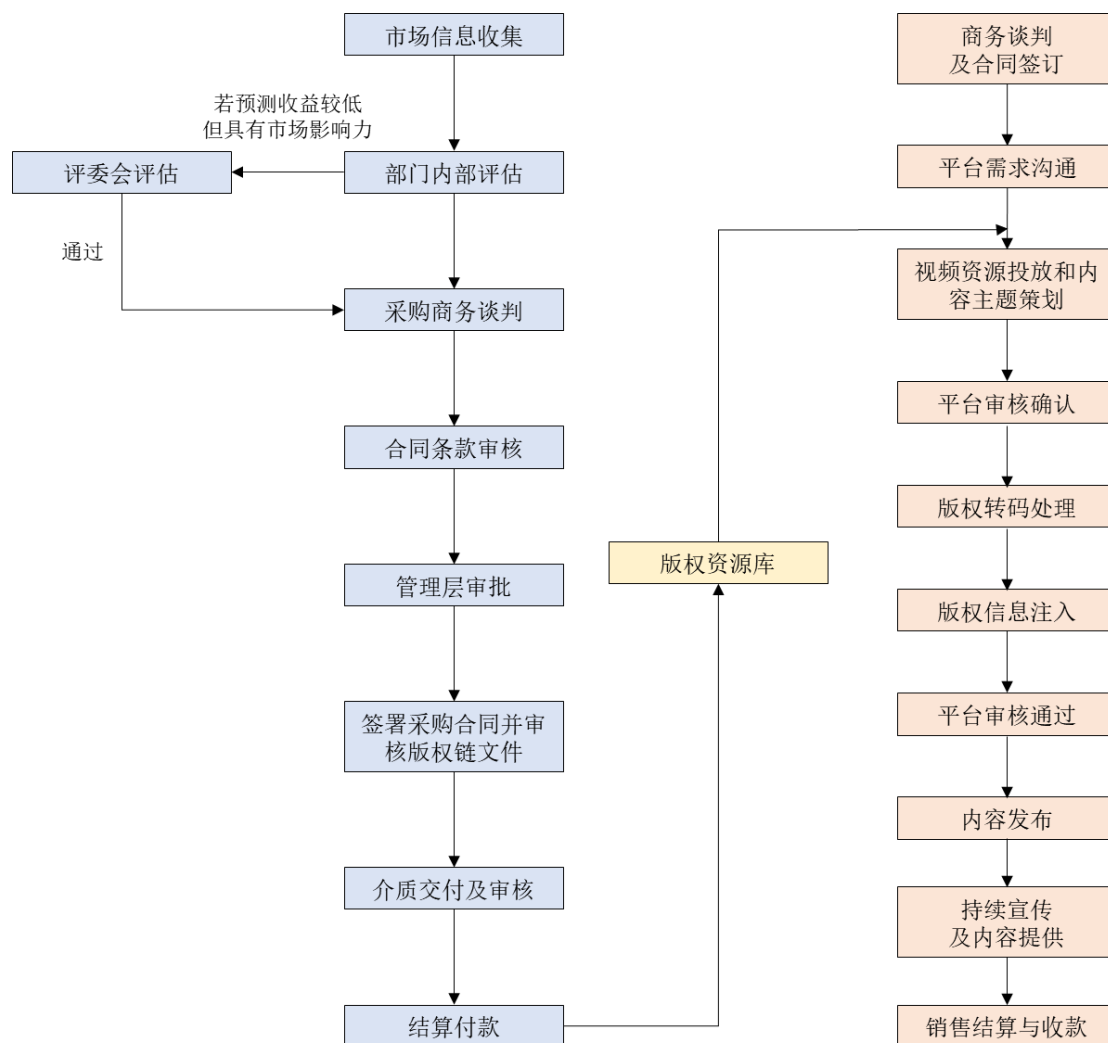 市场信息收集
若预测收益较低
但具有市场影响力
评委会评估
部门内部评估
通过
采购商务谈判
合同条款审核
管理层审批
签署采购合同并审
核版权链文件
介质交付及审核
结算付款
版权资源库
商务谈判
及合同签订
平台需求沟通
视频资源投放和内
容主题策划
平台审核确认
版权转码处理
版权信息注入
平台审核通过
内容发布
持续宣传
及内容提供
销售结算与收款